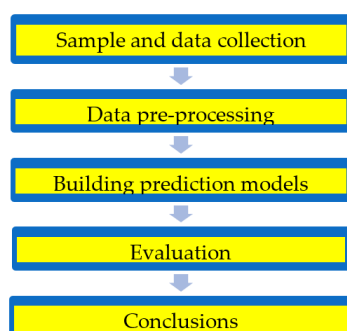 Sample and data collection
Data pre-processing
Building prediction models
Evaluation
Conclusions